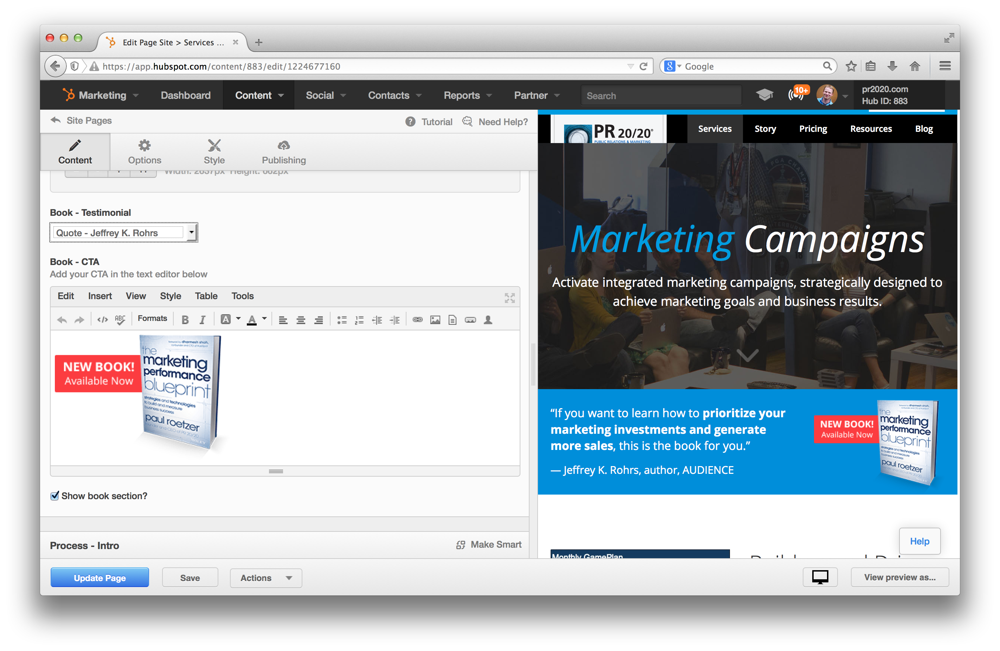 Edit Page Site > Services ...
https://app.hubspot.com/content/883/edit/1224677160
Google
Marketing
Dashboard
Content
Social
Contacts
Reports
Partner
Search
10+
pr2020.com
Hub ID: 883
Site Pages
Tutorial
Need Help?
Content
Options
Style
Publishing
Width: 2637px Height: 662px
Book - Testimonial
Quote - Jeffrey K. Rohrs
Book - CTA
Add your CTA in the text editor below
Edit
Insert
View
Style
Table
Tools
ABC
Formats
B
I
A
A
NEW BOOK!
Available Now
foreword by dharmesh shah,
co-founder and CTO of HubSpot
the
marketing
performance
blueprint
strategies and technologies
to build and measure
business success
paul roetzer
founder and CEO of PR 20/20
WILEY
Show book section?
Process - Intro
Make Smart
Update Page
Save
Actions
PR 20/20®
PUBLIC RELATIONS & MARKETING
Services
Story
Pricing
Resources
Blog
PGA CHAMPIONSHIP
18
Marketing Campaigns
Activate integrated marketing campaigns, strategically designed to
achieve marketing goals and business results.
“If you want to learn how to prioritize your
marketing investments and generate
more sales, this is the book for you.”
— Jeffrey K. Rohrs, author, AUDIENCE
NEW BOOK!
Available Now
the
marketing
performance
blueprint
strategies and technologies
to build and measure
business success
paul roetzer
Monthly GamePlan
Help
View preview as...